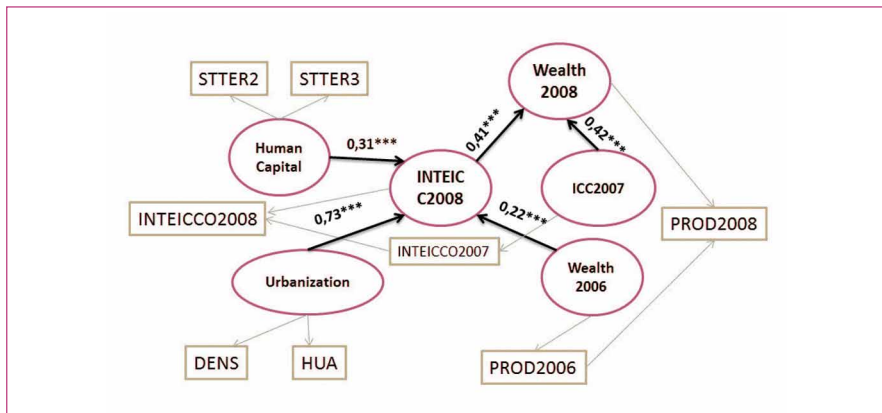 STTER2
STTER3
Wealth
2008
Human
Capital
0,31***
0,41***
0,42***
INTEIC
C2008
ICC2007
INTEICCO2008
0,73***
0,22***
PROD2008
INTEICCO2007
Urbanization
Wealth
2006
DENS
HUA
PROD2006